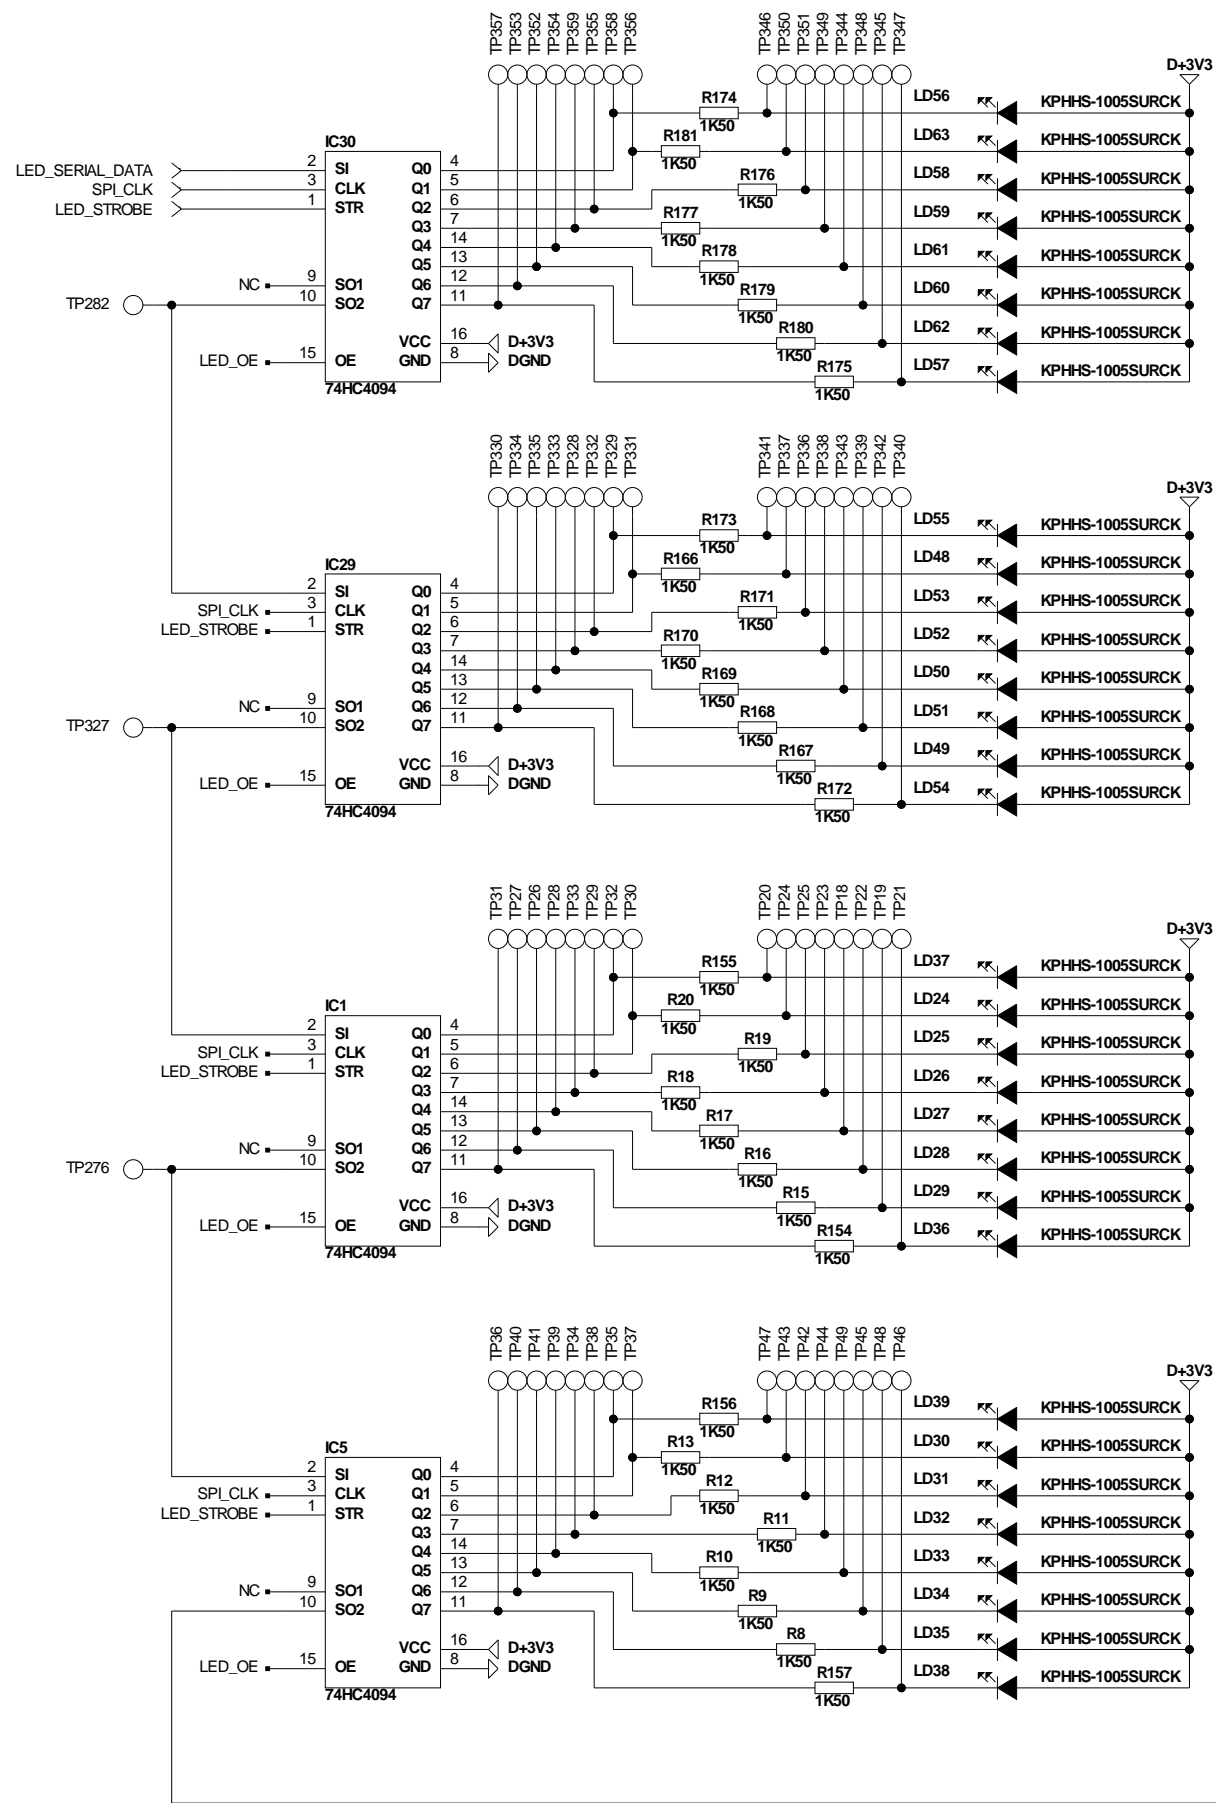 TP357 TP353 TP352 TP354 TP359 TP355 TP358 TP356 TP346 TP350 TP351 TP349 TP344 TP348 TP345 TP347
D+3V3
R174 1K50 LD56 KPHHS-1005SURCK
R181 1K50 LD63 KPHHS-1005SURCK
R176 1K50 LD58 KPHHS-1005SURCK
R177 1K50 LD59 KPHHS-1005SURCK
R178 1K50 LD61 KPHHS-1005SURCK
R179 1K50 LD60 KPHHS-1005SURCK
R180 1K50 LD62 KPHHS-1005SURCK
R175 1K50 LD57 KPHHS-1005SURCK
IC30
LED_SERIAL_DATA 2 SI Q0 4
SPI_CLK 3 CLK Q1 5
LED_STROBE 1 STR Q2 6
Q3 7
Q4 14
Q5 13
NC 9 SO1 Q6 12
TP282 10 SO2 Q7 11
VCC 16 D+3V3
LED_OE 15 OE GND 8 DGND
74HC4094
TP330 TP334 TP335 TP333 TP328 TP332 TP329 TP331 TP341 TP337 TP336 TP338 TP343 TP339 TP342 TP340
D+3V3
R173 1K50 LD55 KPHHS-1005SURCK
R166 1K50 LD48 KPHHS-1005SURCK
R171 1K50 LD53 KPHHS-1005SURCK
R170 1K50 LD52 KPHHS-1005SURCK
R169 1K50 LD50 KPHHS-1005SURCK
R168 1K50 LD51 KPHHS-1005SURCK
R167 1K50 LD49 KPHHS-1005SURCK
R172 1K50 LD54 KPHHS-1005SURCK
IC29
2 SI Q0 4
SPI_CLK 3 CLK Q1 5
LED_STROBE 1 STR Q2 6
Q3 7
Q4 14
Q5 13
NC 9 SO1 Q6 12
TP327 10 SO2 Q7 11
VCC 16 D+3V3
LED_OE 15 OE GND 8 DGND
74HC4094
TP31 TP27 TP26 TP28 TP33 TP29 TP32 TP30 TP20 TP24 TP25 TP23 TP18 TP22 TP19 TP21
D+3V3
R155 1K50 LD37 KPHHS-1005SURCK
R20 1K50 LD24 KPHHS-1005SURCK
R19 1K50 LD25 KPHHS-1005SURCK
R18 1K50 LD26 KPHHS-1005SURCK
R17 1K50 LD27 KPHHS-1005SURCK
R16 1K50 LD28 KPHHS-1005SURCK
R15 1K50 LD29 KPHHS-1005SURCK
R154 1K50 LD36 KPHHS-1005SURCK
IC1
2 SI Q0 4
SPI_CLK 3 CLK Q1 5
LED_STROBE 1 STR Q2 6
Q3 7
Q4 14
Q5 13
NC 9 SO1 Q6 12
TP276 10 SO2 Q7 11
VCC 16 D+3V3
LED_OE 15 OE GND 8 DGND
74HC4094
TP36 TP40 TP41 TP39 TP34 TP38 TP35 TP37 TP47 TP43 TP42 TP44 TP49 TP45 TP48 TP46
D+3V3
R156 1K50 LD39 KPHHS-1005SURCK
R13 1K50 LD30 KPHHS-1005SURCK
R12 1K50 LD31 KPHHS-1005SURCK
R11 1K50 LD32 KPHHS-1005SURCK
R10 1K50 LD33 KPHHS-1005SURCK
R9 1K50 LD34 KPHHS-1005SURCK
R8 1K50 LD35 KPHHS-1005SURCK
R157 1K50 LD38 KPHHS-1005SURCK
IC5
2 SI Q0 4
SPI_CLK 3 CLK Q1 5
LED_STROBE 1 STR Q2 6
Q3 7
Q4 14
Q5 13
NC 9 SO1 Q6 12
10 SO2 Q7 11
VCC 16 D+3V3
LED_OE 15 OE GND 8 DGND
74HC4094